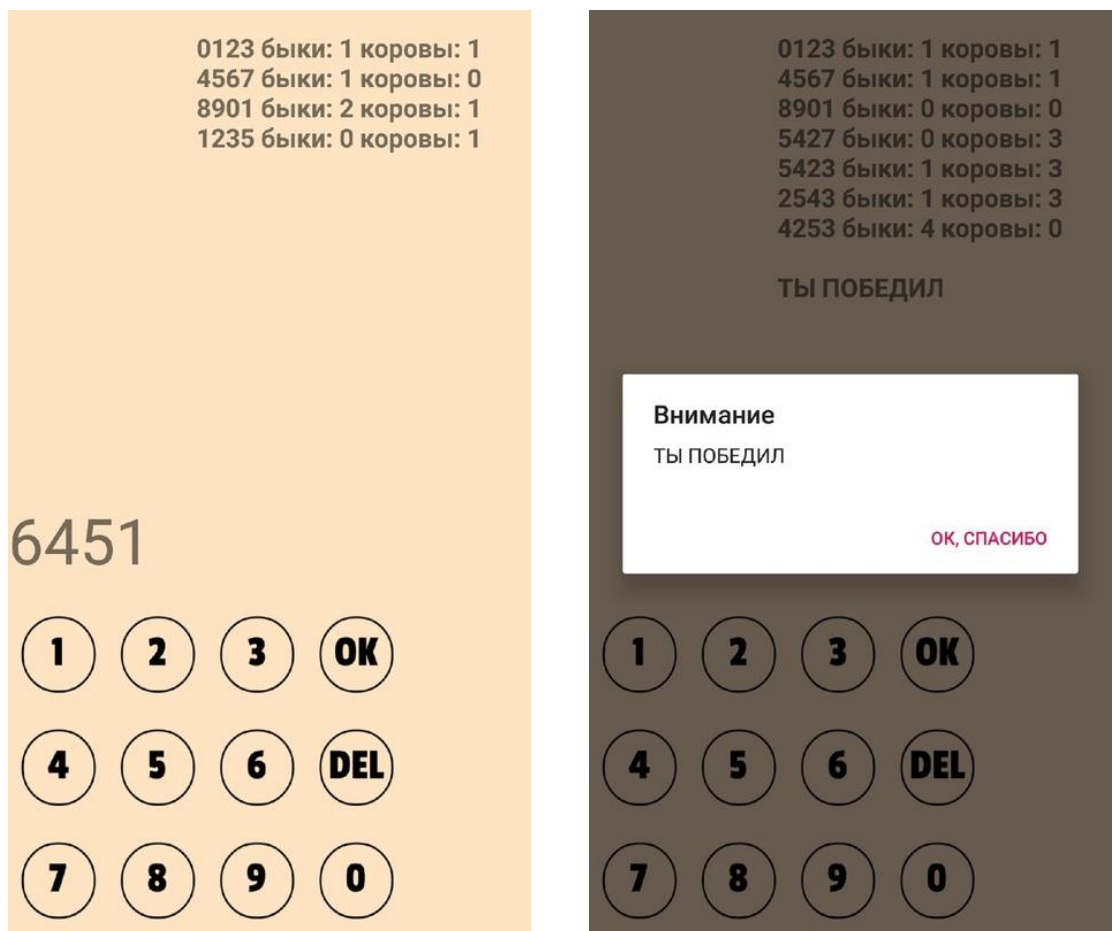 0123 быки: 1 коровы: 1
4567 быки: 1 коровы: 0
8901 быки: 2 коровы: 1
1235 быки: 0 коровы: 1
6451
1 2 3 OK
4 5 6 DEL
7 8 9 0
0123 быки: 1 коровы: 1
4567 быки: 1 коровы: 1
8901 быки: 0 коровы: 0
5427 быки: 0 коровы: 3
5423 быки: 1 коровы: 3
2543 быки: 1 коровы: 3
4253 быки: 4 коровы: 0
ТЫ ПОБЕДИЛ
Внимание
ТЫ ПОБЕДИЛ
ОК, СПАСИБО
1 2 3 OK
4 5 6 DEL
7 8 9 0